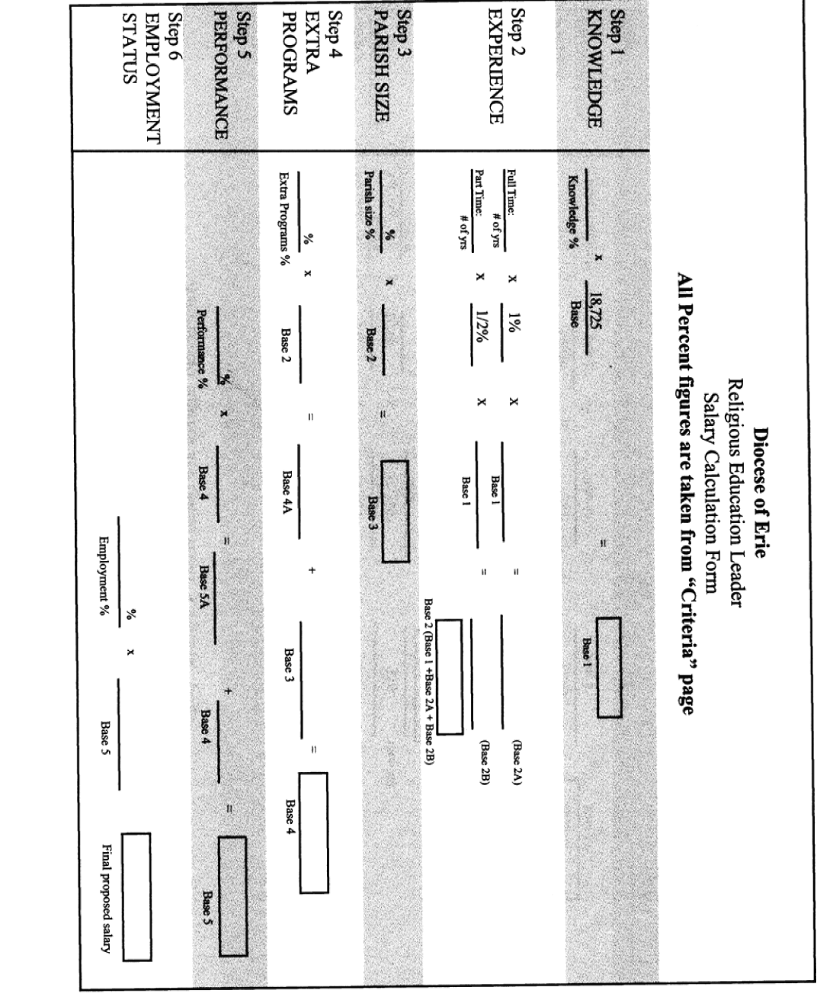 Diocese of Erie
Religious Education Leader
Salary Calculation Form
All Percent figures are taken from “Criteria” page
Step 1
KNOWLEDGE
x 18,725 =
Knowledge % Base Base 1
Step 2
EXPERIENCE
Full Time: x 1% x = (Base 2A)
# of yrs Base 1
Part Time: x 1/2% x = (Base 2B)
# of yrs Base 1
Base 2 (Base 1 +Base 2A + Base 2B)
Step 3
PARISH SIZE
% x =
Parish size % Base 2 Base 3
Step 4
EXTRA
PROGRAMS
% x = + =
Extra Programs % Base 2 Base 4A Base 3 Base 4
Step 5
PERFORMANCE
% x = + =
Performance % Base 4 Base 5A Base 4 Base 5
Step 6
EMPLOYMENT
STATUS
% x
Employment % Base 5 Final proposed salary